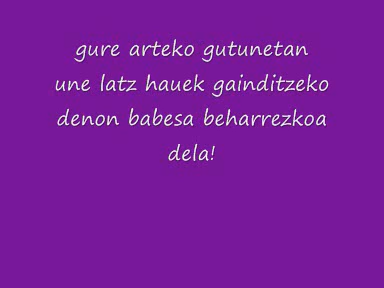 gure arteko gutunetan
une latz hauek gainditzeko
denon babesa beharrezkoa
dela!